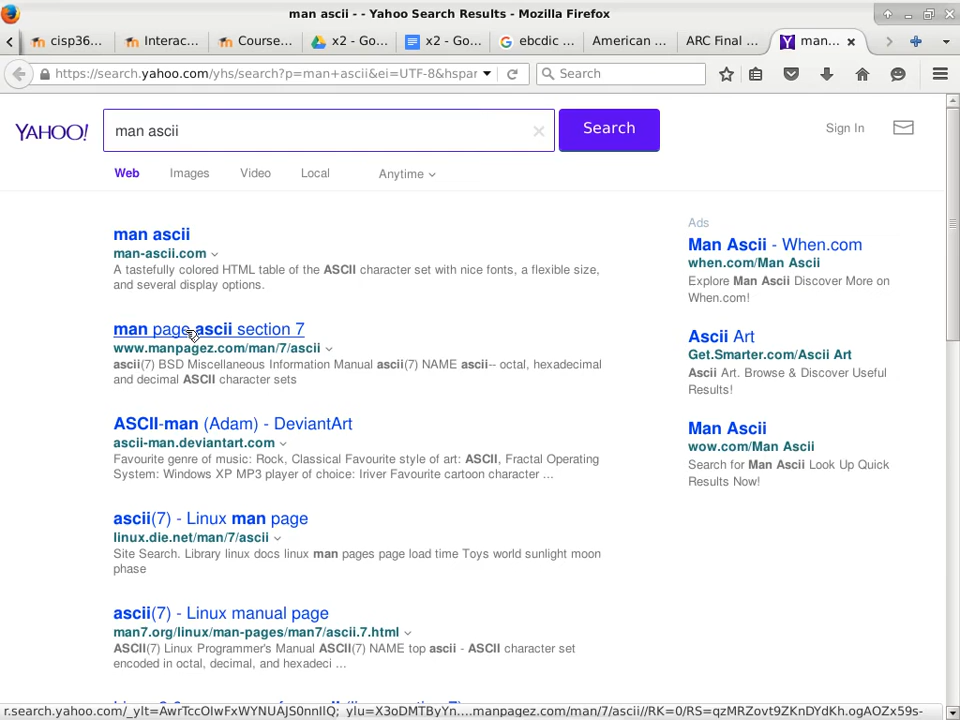 man ascii - - Yahoo Search Results - Mozilla Firefox
cisp36... Interac... Course... x2 - Go... x2 - Go... ebcdic ... American ... ARC Final ... man...
https://search.yahoo.com/yhs/search?p=man+ascii&ei=UTF-8&hspar Search
YAHOO! man ascii Search Sign In
Web Images Video Local Anytime
man ascii
man-ascii.com
A tastefully colored HTML table of the ASCII character set with nice fonts, a flexible size,
and several display options.
man page ascii section 7
www.manpagez.com/man/7/ascii
ascii(7) BSD Miscellaneous Information Manual ascii(7) NAME ascii-- octal, hexadecimal
and decimal ASCII character sets
ASCII-man (Adam) - DeviantArt
ascii-man.deviantart.com
Favourite genre of music: Rock, Classical Favourite style of art: ASCII, Fractal Operating
System: Windows XP MP3 player of choice: Iriver Favourite cartoon character ...
ascii(7) - Linux man page
linux.die.net/man/7/ascii
Site Search. Library linux docs linux man pages page load time Toys world sunlight moon
phase
ascii(7) - Linux manual page
man7.org/linux/man-pages/man7/ascii.7.html
ASCII(7) Linux Programmer's Manual ASCII(7) NAME top ascii - ASCII character set
encoded in octal, decimal, and hexadeci ...
Ads
Man Ascii - When.com
when.com/Man Ascii
Explore Man Ascii Discover More on
When.com!
Ascii Art
Get.Smarter.com/Ascii Art
Ascii Art. Browse & Discover Useful
Results!
Man Ascii
wow.com/Man Ascii
Search for Man Ascii Look Up Quick
Results Now!